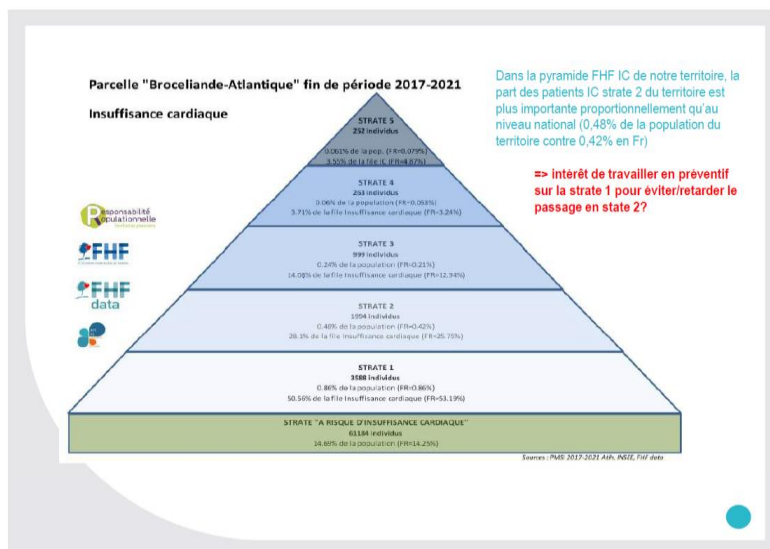 Parcelle "Broceliande-Atlantique" fin de période 2017-2021
Insuffisance cardiaque
Dans la pyramide FHF IC de notre territoire, la
part des patients IC strate 2 du territoire est
plus importante proportionnellement qu'au
niveau national (0,48% de la population du
territoire contre 0,42% en Fr)
=> intérêt de travailler en préventif
sur la strate 1 pour éviter/retarder le
passage en state 2?
STRATE 5
252 individus
0.061% de la pop. (FR=0.079%)
3.55% de la file IC (FR=4.87%)
STRATE 4
253 individus
0.06% de la population (FR=0.053%)
3.71% de la file Insuffisance cardiaque (FR=3.24%)
STRATE 3
999 individus
0.24% de la population (FR=0.21%)
14.08% de la file Insuffisance cardiaque (FR=12.94%)
STRATE 2
1994 individus
0.48% de la population (FR=0.42%)
28.1% de la file Insuffisance cardiaque (FR=25.75%)
STRATE 1
3588 individus
0.86% de la population (FR=0.86%)
50.56% de la file Insuffisance cardiaque (FR=53.19%)
STRATE "A RISQUE D'INSUFFISANCE CARDIAQUE"
61184 individus
14.69% de la population (FR=14.25%)
Responsabilité
Populationnelle
FHF
FHF
data
Sources : PMSI 2017-2021 Atih, INSEE, FHF data